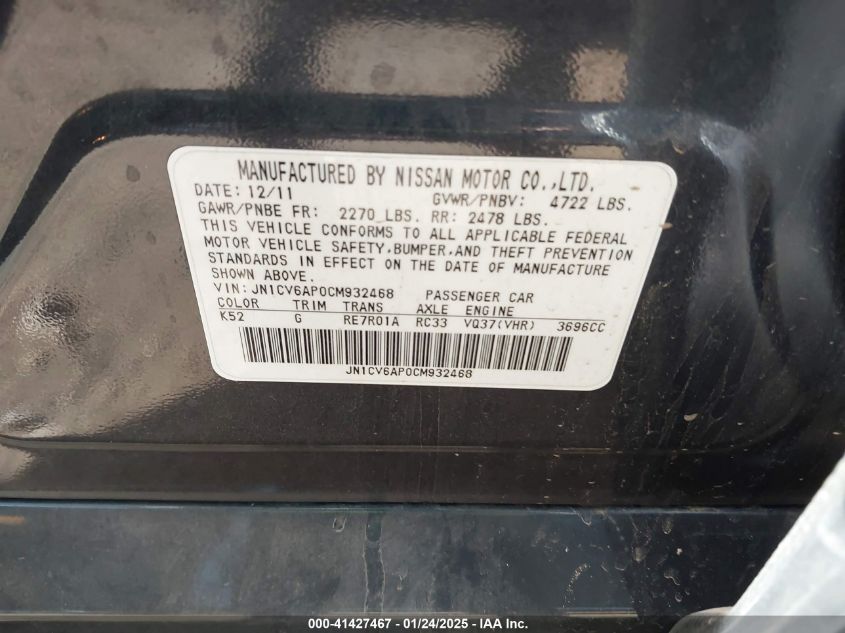 MANUFACTURED BY NISSAN MOTOR CO.,LTD.
DATE: 12/11 GVWR/PNBV: 4722 LBS.
GAWR/PNBE FR: 2270 LBS. RR: 2478 LBS.
THIS VEHICLE CONFORMS TO ALL APPLICABLE FEDERAL
MOTOR VEHICLE SAFETY,BUMPER,AND THEFT PREVENTION
STANDARDS IN EFFECT ON THE DATE OF MANUFACTURE
SHOWN ABOVE.
VIN: JN1CV6AP0CM932468 PASSENGER CAR
COLOR TRIM TRANS AXLE ENGINE
K52 G RE7R01A RC33 VQ37(VHR) 3696CC
JN1CV6AP0CM932468
000-41427467 — 01/24/2025 — IAAI.com.